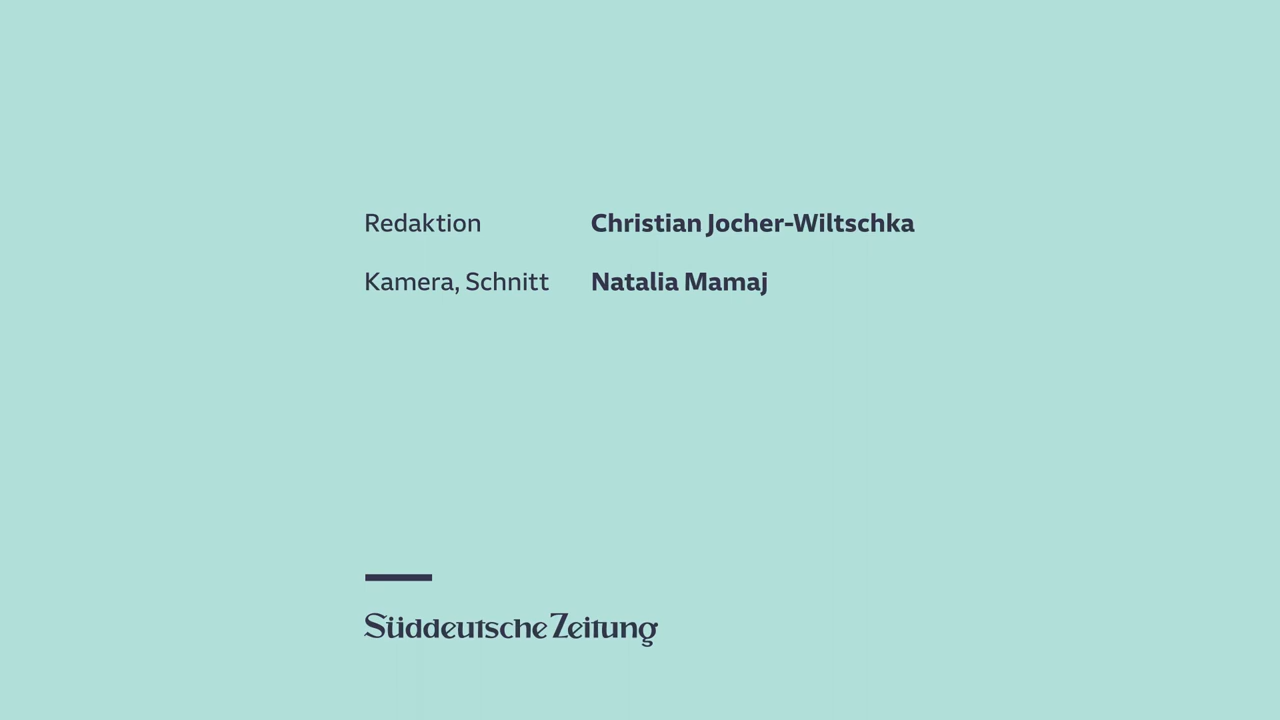 Redaktion Christian Jocher-Wiltschka
Kamera, Schnitt Natalia Mamaj
Süddeutsche Zeitung